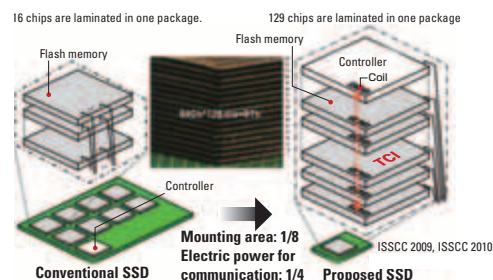 16 chips are laminated in one package.
129 chips are laminated in one package
Flash memory
Flash memory
Controller
Coil
TCI
Controller
Mounting area: 1/8
Electric power for
communication: 1/4
ISSCC 2009, ISSCC 2010
Conventional SSD
Proposed SSD